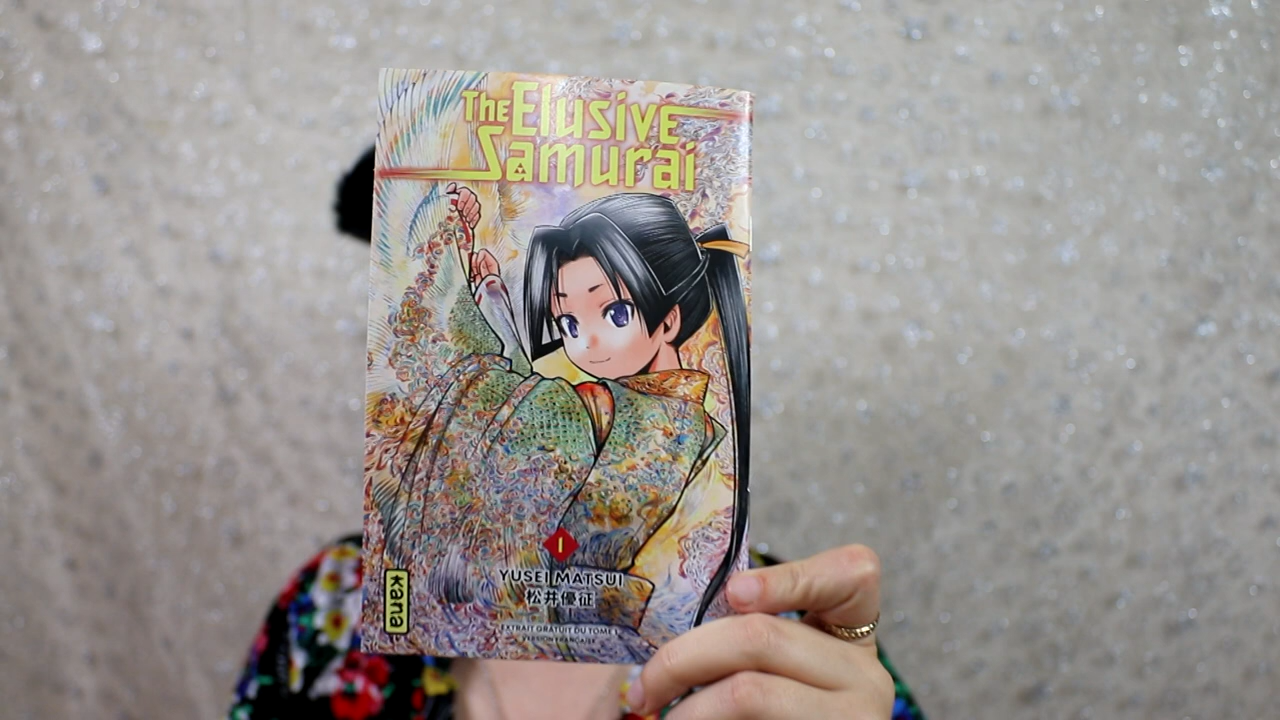 The Elusive
Samurai
1
YUSEI MATSUI
松井優征
EXTRAIT GRATUIT DU TOME 1
VERSION FRANÇAISE
kana